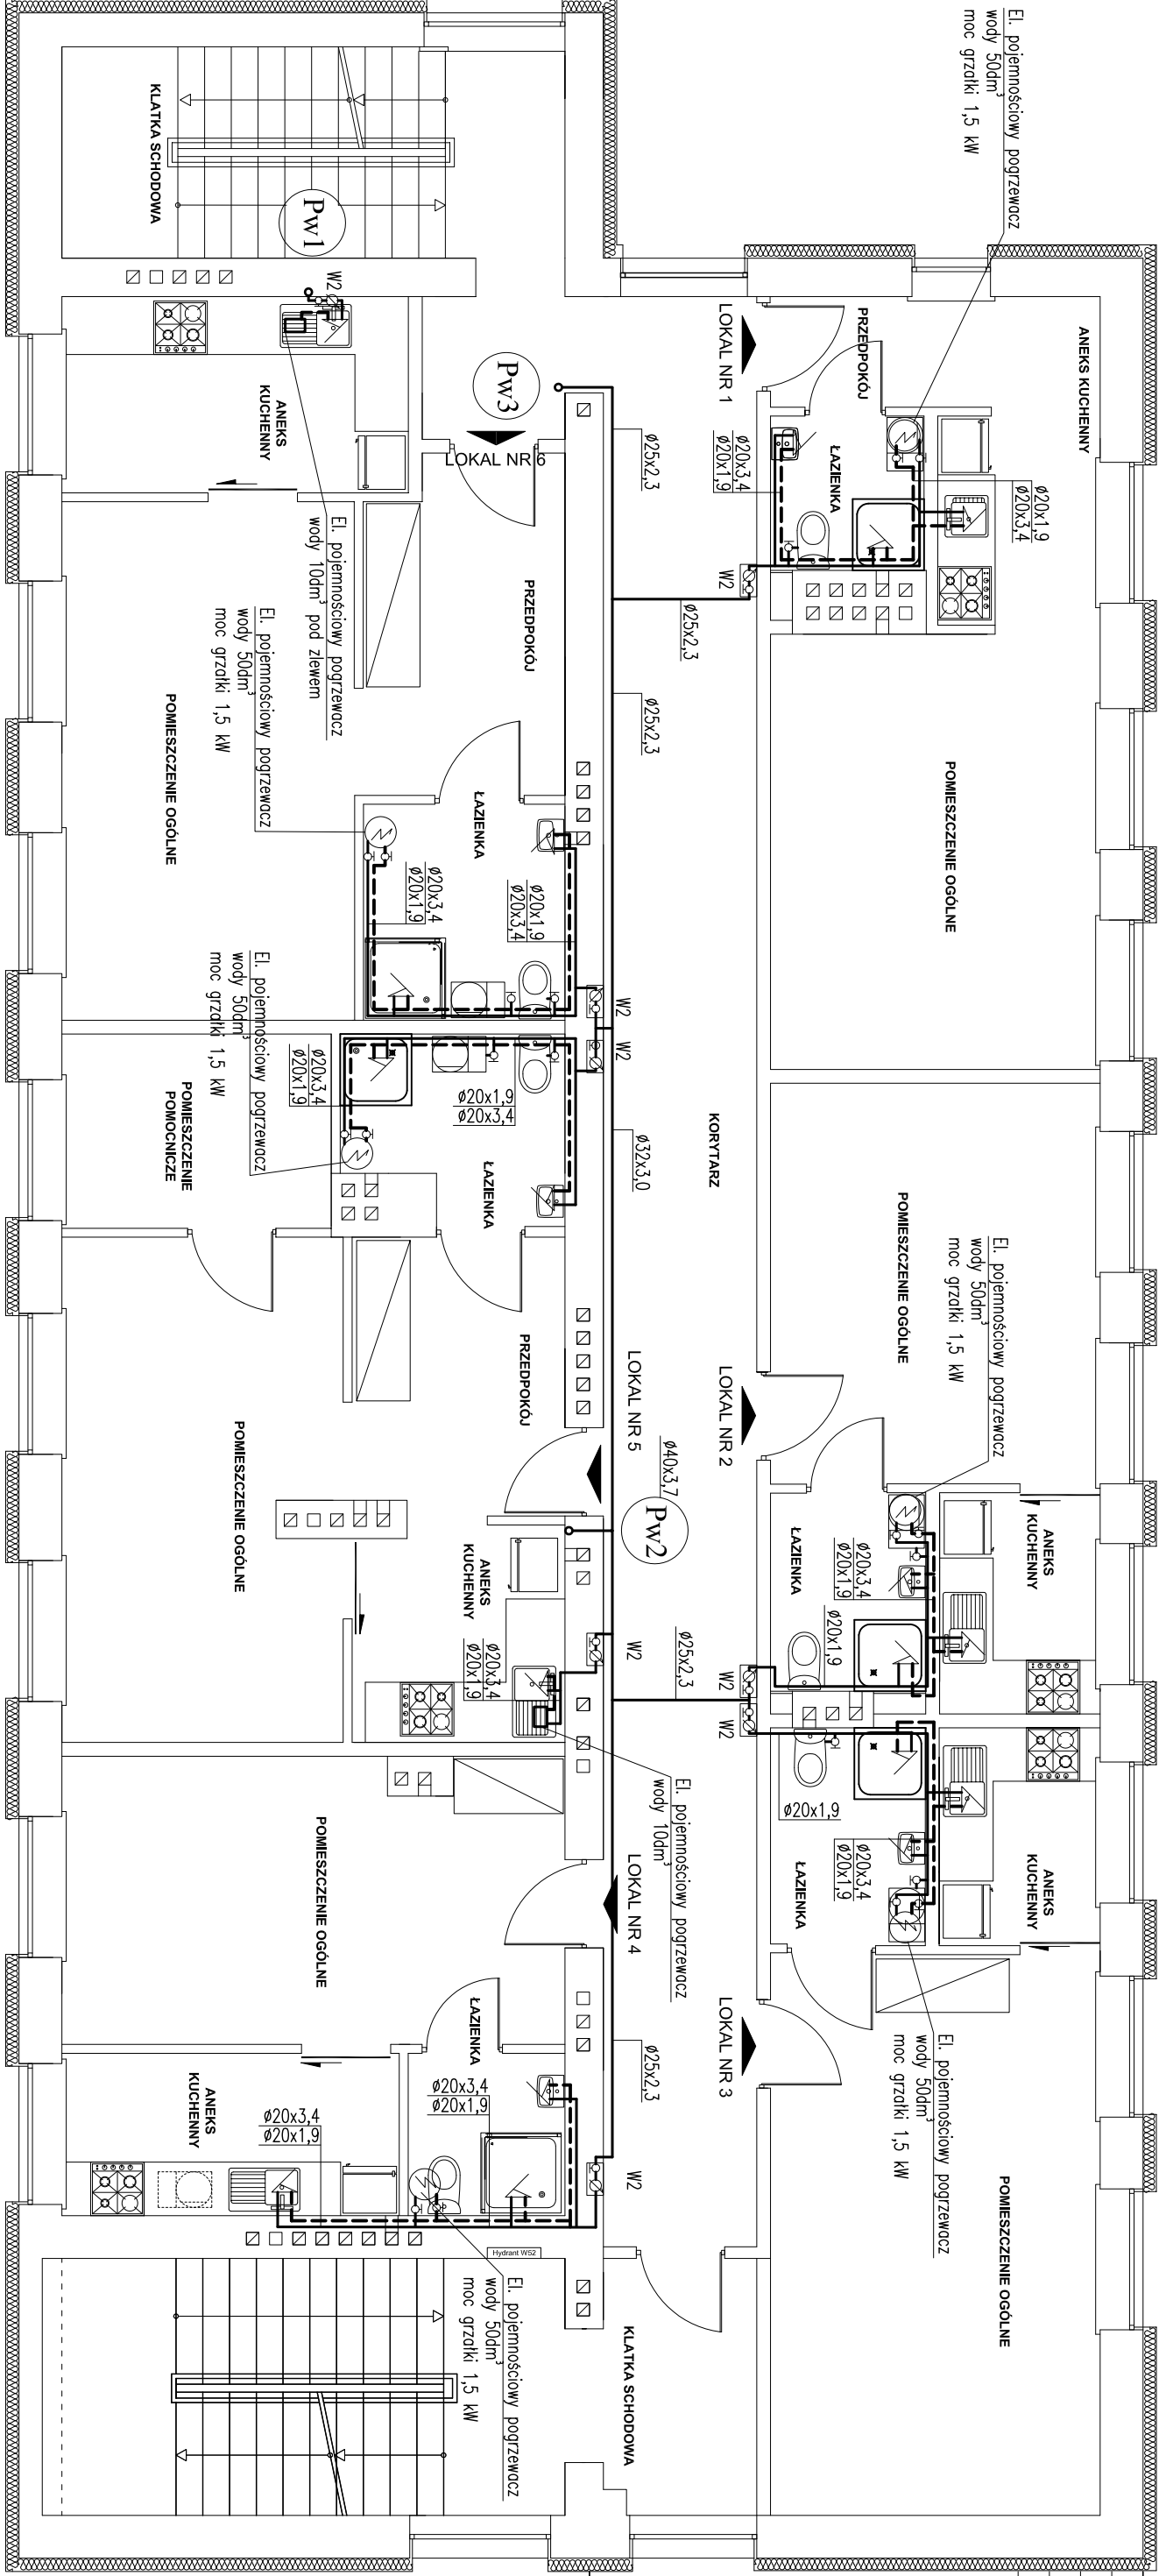 El. pojemnościowy pogrzewacz
wody 50dm³
moc grzałki 1,5 kW
KLATKA SCHODOWA
Pw1
W2
ANEKS KUCHENNY
PRZEDPOKÓJ
LOKAL NR 1
ŁAZIENKA
ø20x1,9
ø20x3,4
ø20x3,4
ø20x1,9
W2
ø25x2,3
ø25x2,3
ø25x2,3
Pw3
LOKAL NR 6
ANEKS
KUCHENNY
El. pojemnościowy pogrzewacz
wody 10dm³ pod zlewem
El. pojemnościowy pogrzewacz
wody 50dm³
moc grzałki 1,5 kW
PRZEDPOKÓJ
POMIESZCZENIE OGÓLNE
POMIESZCZENIE OGÓLNE
ŁAZIENKA
ø20x3,4
ø20x1,9
ø20x1,9
ø20x3,4
W2
W2
El. pojemnościowy pogrzewacz
wody 50dm³
moc grzałki 1,5 kW
ø20x3,4
ø20x1,9
ø20x1,9
ø20x3,4
POMIESZCZENIE
POMOCNICZE
ŁAZIENKA
ø32x3,0
KORYTARZ
POMIESZCZENIE OGÓLNE
El. pojemnościowy pogrzewacz
wody 50dm³
moc grzałki 1,5 kW
PRZEDPOKÓJ
LOKAL NR 5
LOKAL NR 2
POMIESZCZENIE OGÓLNE
ø40x3,7
Pw2
ANEKS
KUCHENNY
ø20x3,4
ø20x1,9
W2
ø25x2,3
ŁAZIENKA
ø20x3,4
ø20x1,9
ø20x1,9
ANEKS
KUCHENNY
W2
W2
El. pojemnościowy pogrzewacz
wody 10dm³
ø20x1,9
ø20x3,4
ø20x1,9
ŁAZIENKA
ANEKS
KUCHENNY
POMIESZCZENIE OGÓLNE
LOKAL NR 4
LOKAL NR 3
ŁAZIENKA
ø25x2,3
El. pojemnościowy pogrzewacz
wody 50dm³
moc grzałki 1,5 kW
ANEKS
KUCHENNY
ø20x3,4
ø20x1,9
ø20x3,4
ø20x1,9
W2
POMIESZCZENIE OGÓLNE
Hydrant W52
El. pojemnościowy pogrzewacz
wody 50dm³
moc grzałki 1,5 kW
KLATKA SCHODOWA